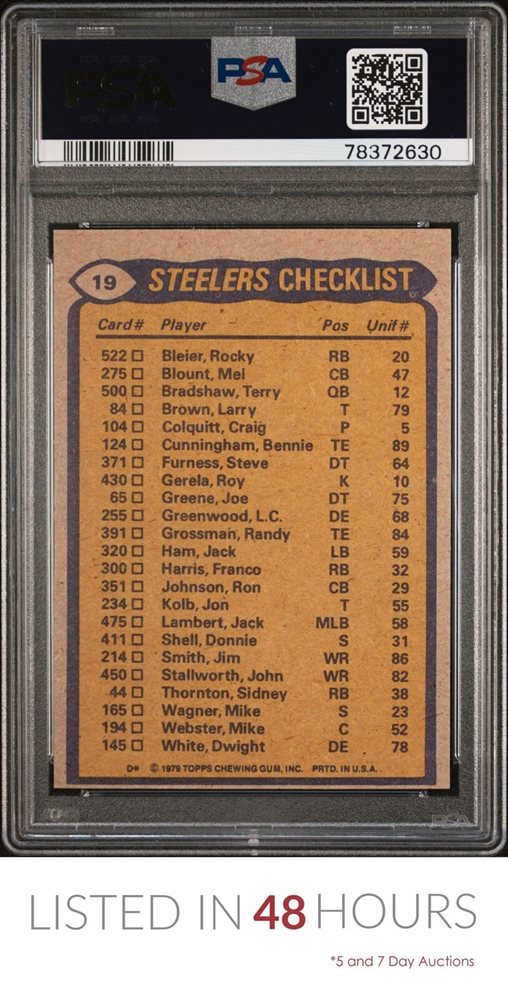 PSA
PSA
78372630
19 STEELERS CHECKLIST
Card # Player Pos Unif #
522 Bleier, Rocky RB 20
275 Blount, Mel CB 47
500 Bradshaw, Terry QB 12
84 Brown, Larry T 79
104 Colquitt, Craig P 5
124 Cunningham, Bennie TE 89
371 Furness, Steve DT 64
430 Gerela, Roy K 10
65 Greene, Joe DT 75
255 Greenwood, L.C. DE 68
391 Grossman, Randy TE 84
320 Ham, Jack LB 59
300 Harris, Franco RB 32
351 Johnson, Ron CB 29
234 Kolb, Jon T 55
475 Lambert, Jack MLB 58
411 Shell, Donnie S 31
214 Smith, Jim WR 86
450 Stallworth, John WR 82
44 Thornton, Sidney RB 38
165 Wagner, Mike S 23
194 Webster, Mike C 52
145 White, Dwight DE 78
D* © 1979 TOPPS CHEWING GUM, INC. PRTD. IN U.S.A.
PSA
LISTED IN 48 HOURS
*5 and 7 Day Auctions